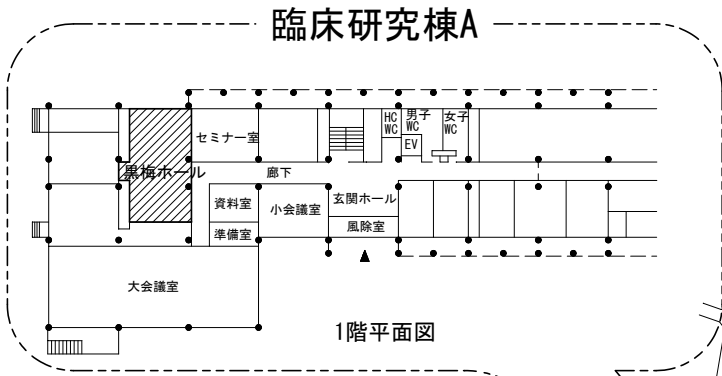 臨床研究棟A
HC
WC
男子
WC
女子
WC
セミナー室
EV
黒梅ホール
廊下
資料室
小会議室
玄関ホール
準備室
風除室
大会議室
1階平面図